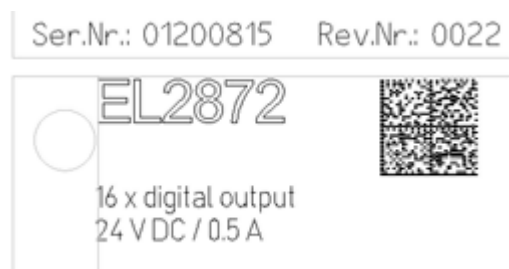 Ser.Nr.: 01200815 Rev.Nr.: 0022
EL2872
16 x digital output
24 V DC / 0.5 A